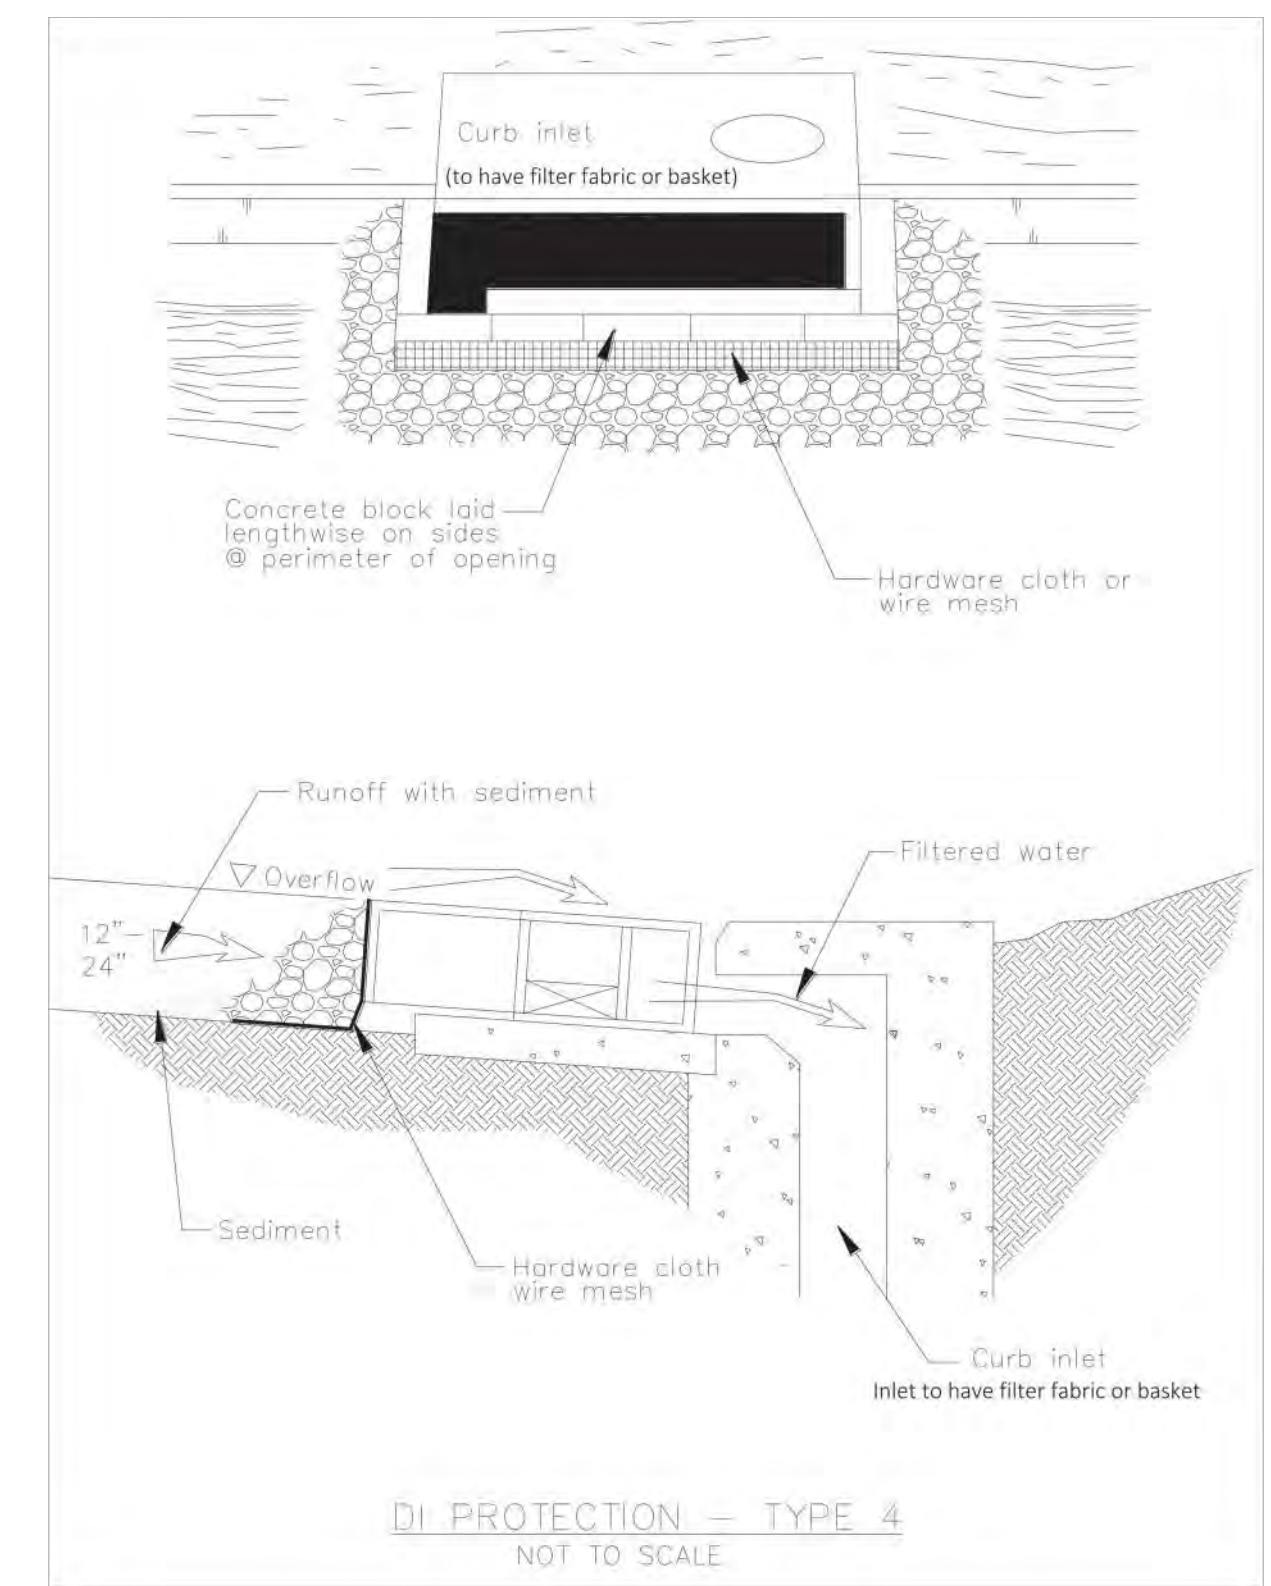 Curb inlet
(to have filter fabric or basket)
Concrete block laid
lengthwise on sides
@ perimeter of opening
Hardware cloth or
wire mesh
Runoff with sediment
Overflow
Filtered water
12"-
24"
Sediment
Hardware cloth
wire mesh
Curb inlet
Inlet to have filter fabric or basket
DI PROTECTION - TYPE 4
NOT TO SCALE